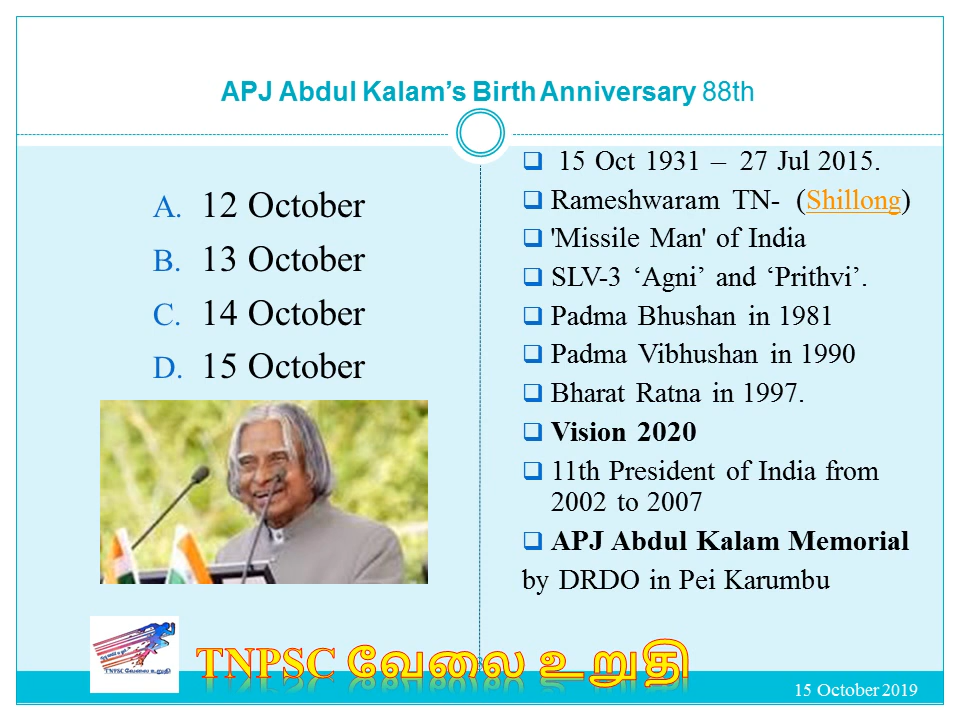 APJ Abdul Kalam’s Birth Anniversary 88th
A. 12 October
B. 13 October
C. 14 October
D. 15 October
15 Oct 1931 – 27 Jul 2015.
Rameshwaram TN- (Shillong)
'Missile Man' of India
SLV-3 ‘Agni’ and ‘Prithvi’.
Padma Bhushan in 1981
Padma Vibhushan in 1990
Bharat Ratna in 1997.
Vision 2020
11th President of India from
2002 to 2007
APJ Abdul Kalam Memorial
by DRDO in Pei Karumbu
TNPSC வேலை உறுதி
TNPSC வேலை உறுதி
15 October 2019